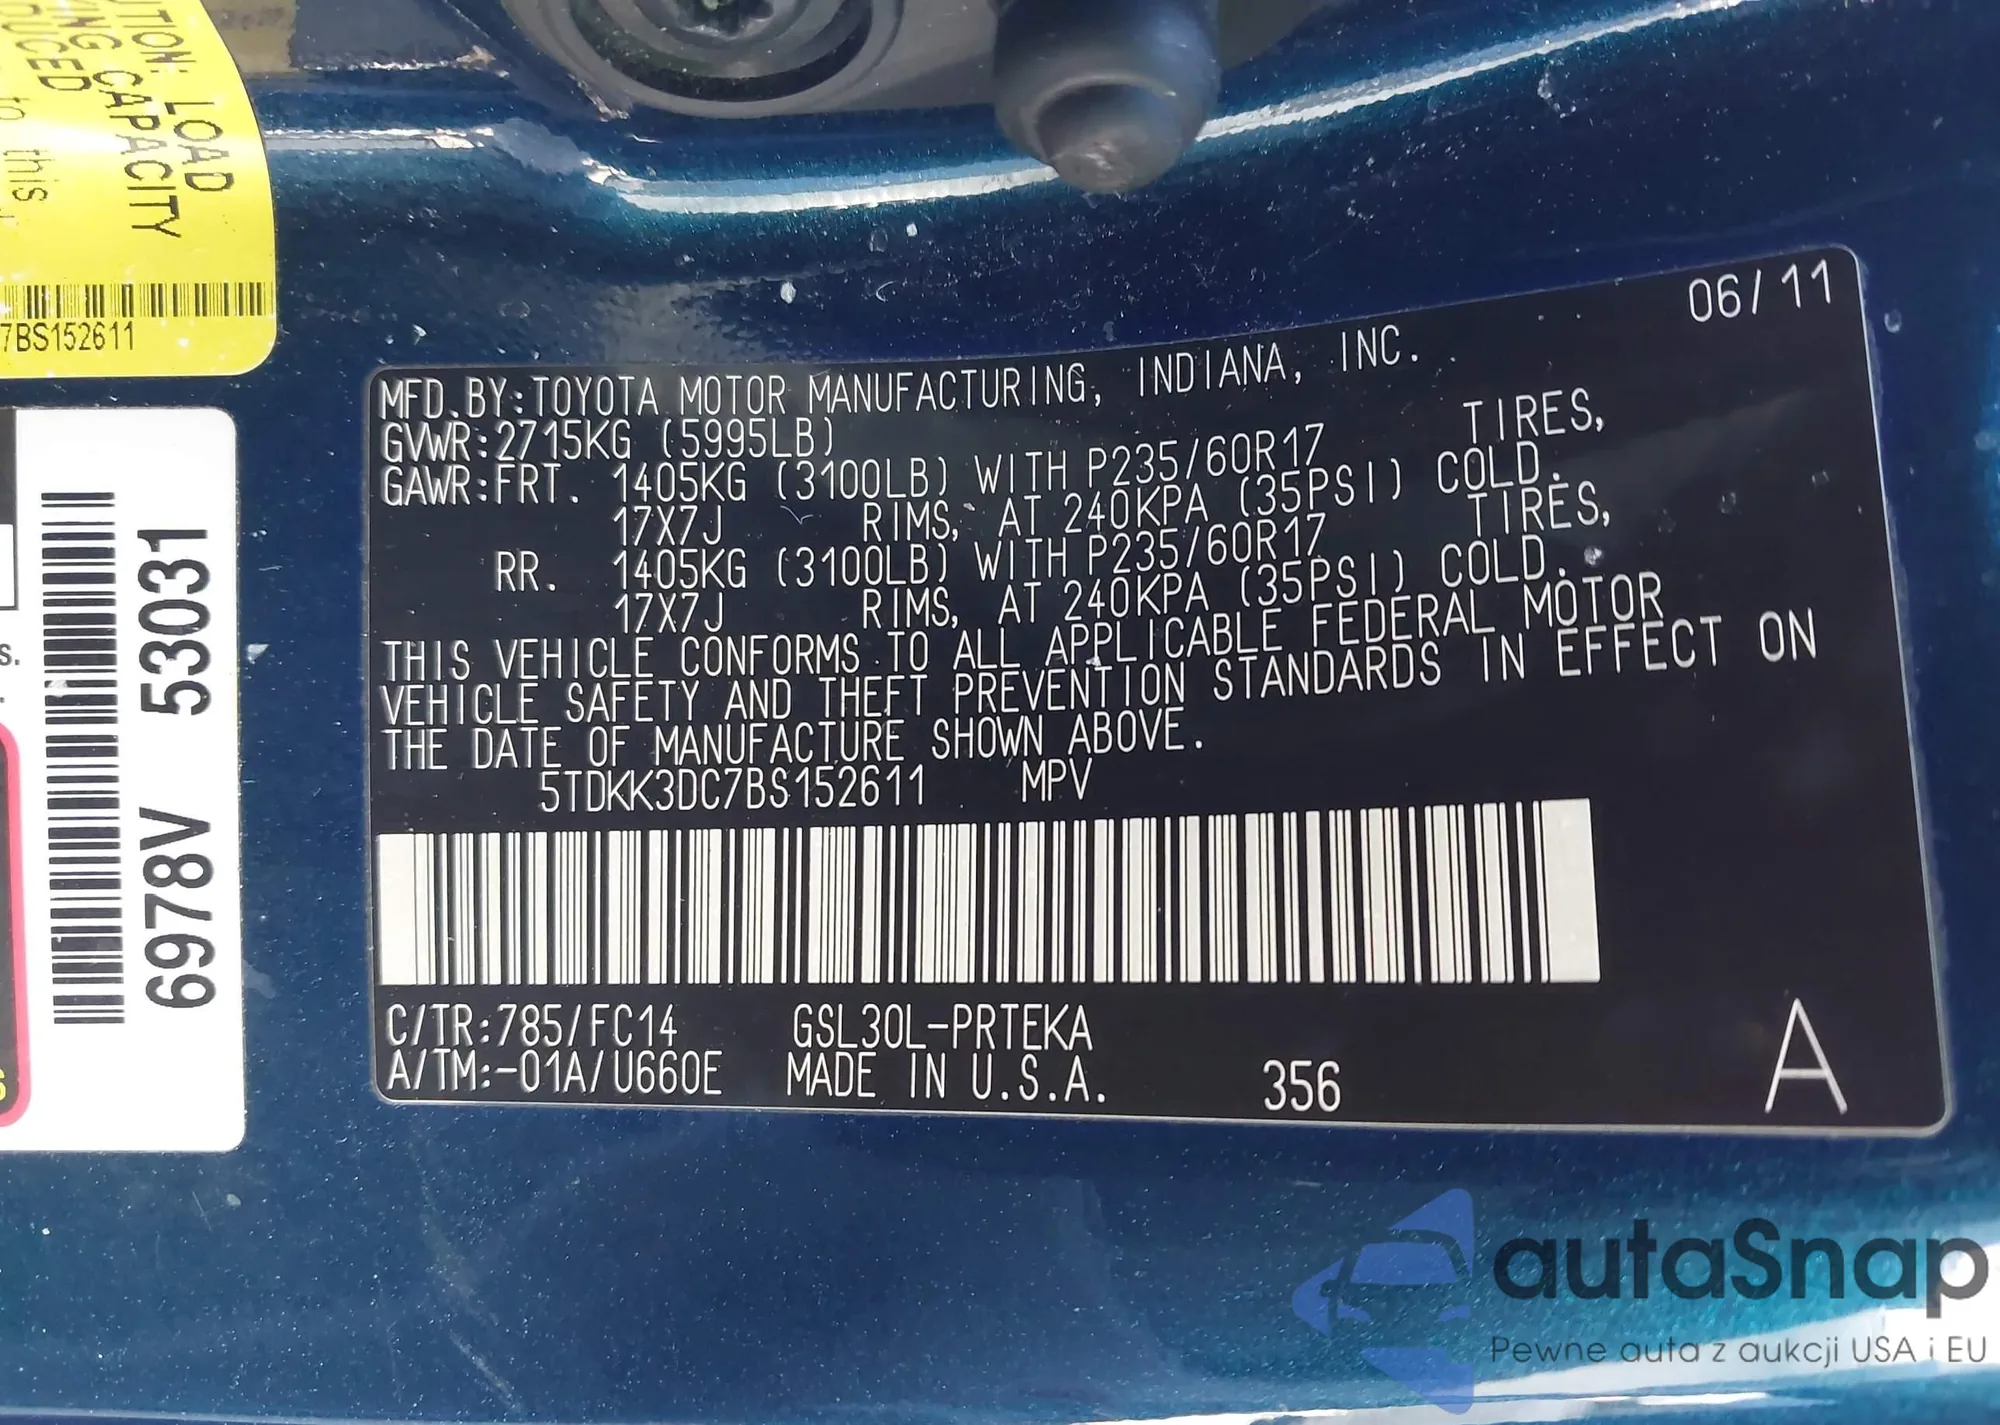 UTION: LOAD
CAPACITY
DUCED
to this
7BS152611
s.
6978V 53031
06/11
MFD.BY:TOYOTA MOTOR MANUFACTURING, INDIANA, INC.
GVWR:2715KG (5995LB)
GAWR:FRT. 1405KG (3100LB) WITH P235/60R17 TIRES,
17X7J RIMS, AT 240KPA (35PSI) COLD.
RR. 1405KG (3100LB) WITH P235/60R17 TIRES,
17X7J RIMS, AT 240KPA (35PSI) COLD.
THIS VEHICLE CONFORMS TO ALL APPLICABLE FEDERAL MOTOR
VEHICLE SAFETY AND THEFT PREVENTION STANDARDS IN EFFECT ON
THE DATE OF MANUFACTURE SHOWN ABOVE.
5TDKK3DC7BS152611 MPV
C/TR:785/FC14 GSL30L-PRTEKA
A/TM:-01A/U660E MADE IN U.S.A. 356
A
autaSnap
Pewne auta z aukcji USA i EU